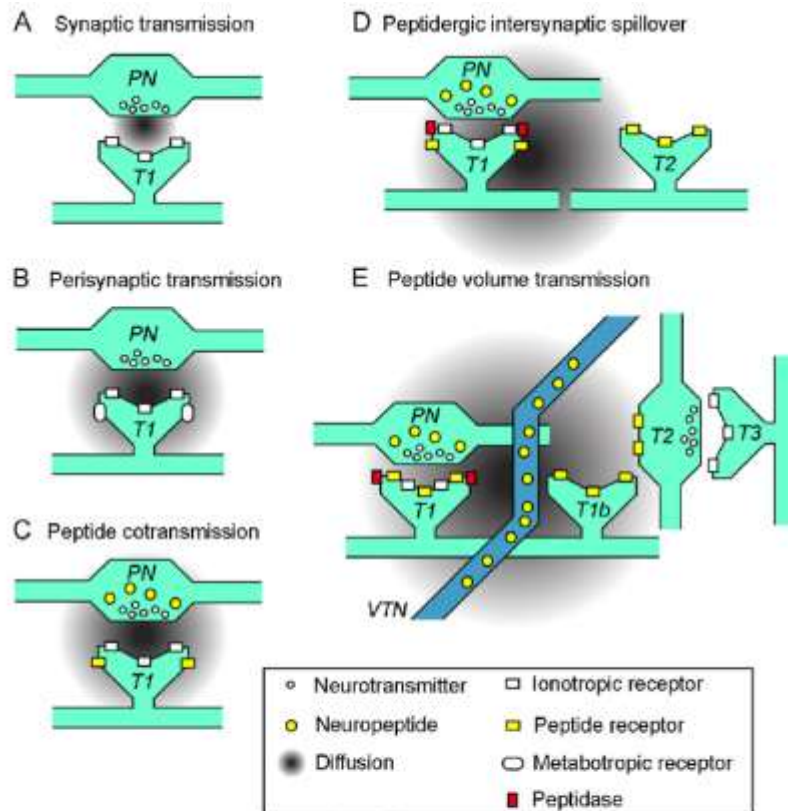 A Synaptic transmission
PN
T1
B Perisynaptic transmission
PN
T1
C Peptide cotransmission
PN
T1
D Peptidergic intersynaptic spillover
PN
T1
T2
E Peptide volume transmission
PN
T1
T1b
T2
T3
VTN
Neurotransmitter
Neuropeptide
Diffusion
Ionotropic receptor
Peptide receptor
Metabotropic receptor
Peptidase